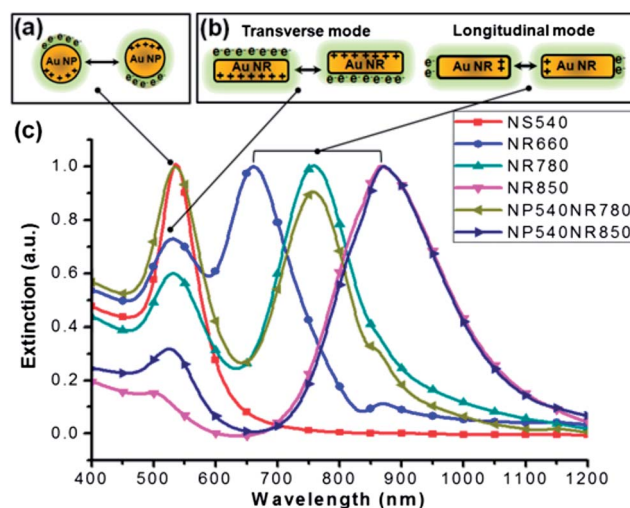 (a)
Au NP
Au NP
e⁻ e⁻ e⁻ e⁻
+ + + +
(b)
Transverse mode
Longitudinal mode
Au NR
Au NR
Au NR
Au NR
(c)
NS540
NR660
NR780
NR850
NP540NR780
NP540NR850
Extinction (a.u.)
1.0
0.8
0.6
0.4
0.2
0.0
400 500 600 700 800 900 1000 1100 1200
Wavelength (nm)